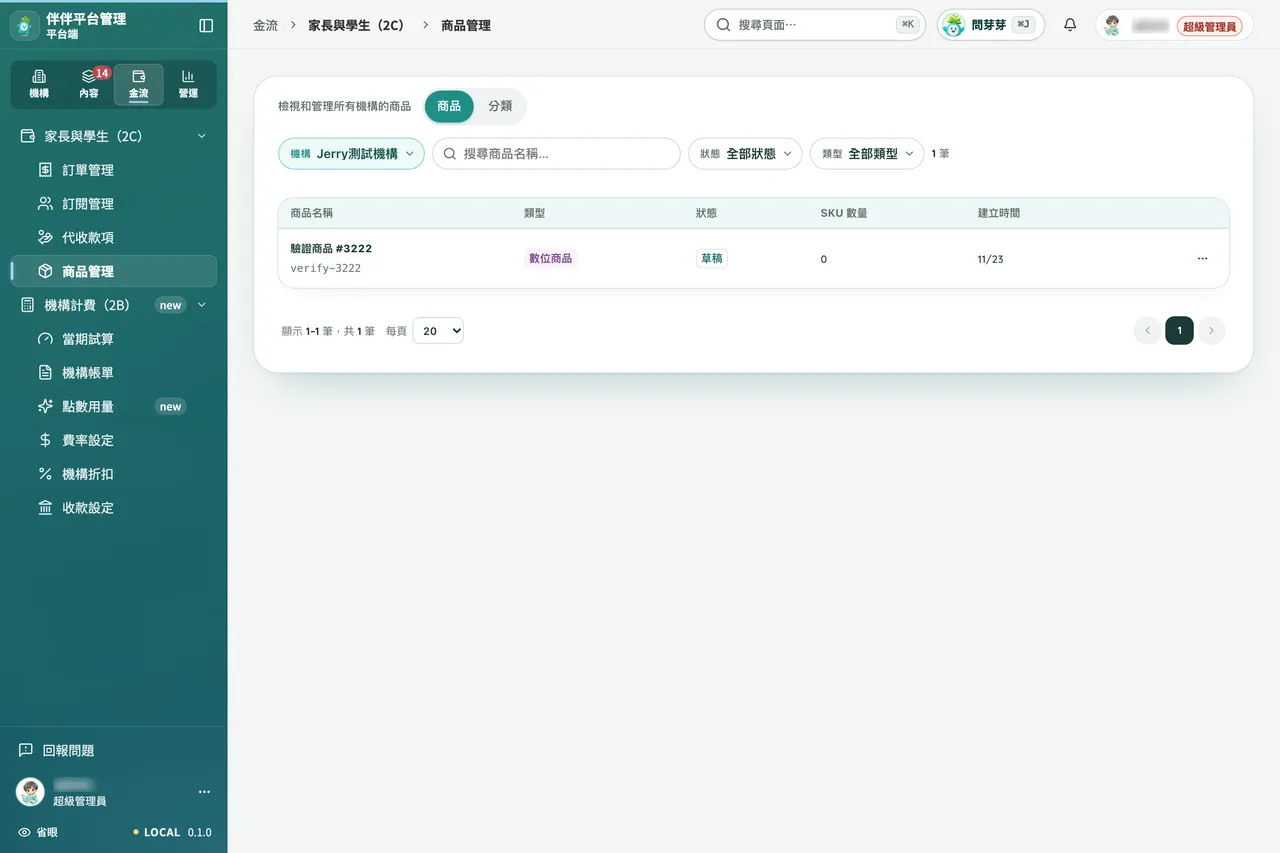 伴伴平台管理
平台端
機構
內容
14
金流
營運
家長與學生（2C）
訂單管理
訂閱管理
代收款項
商品管理
機構計費（2B）
new
當期試算
機構帳單
點數用量
new
費率設定
機構折扣
收款設定
回報問題
超級管理員
省眼
LOCAL 0.1.0
金流 > 家長與學生（2C） > 商品管理
搜尋頁面… ⌘K
問芽芽 ⌘J
超級管理員
檢視和管理所有機構的商品
商品
分類
機構 Jerry測試機構
搜尋商品名稱...
狀態 全部狀態
類型 全部類型
1 筆
商品名稱 類型 狀態 SKU 數量 建立時間
驗證商品 #3222
verify-3222
數位商品
草稿
0
11/23
顯示 1-1 筆，共 1 筆 每頁 20
1